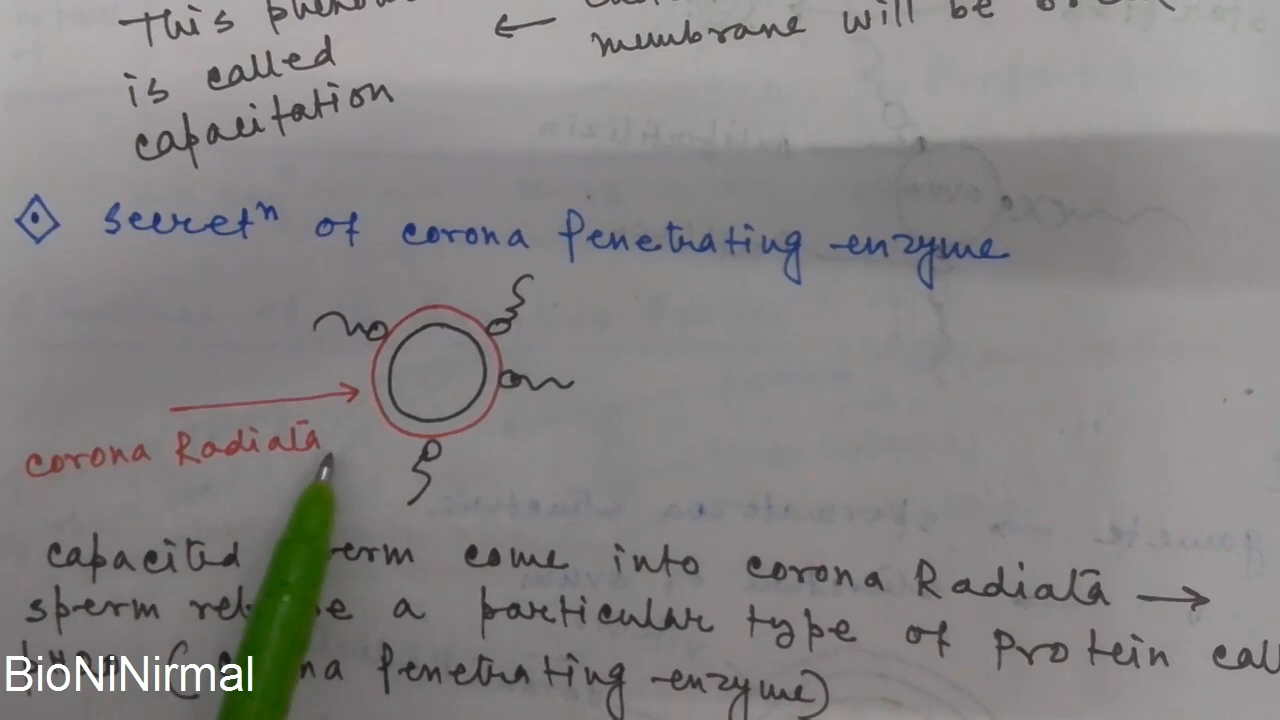 This
is called
capacitation
←
membrane will be
secretⁿ of corona Penetrating enzyme
corona Radiata
capacited come into corona Radiata →
sperm a particular type of Protein
Penetrating enzyme)
BioNiNirmal